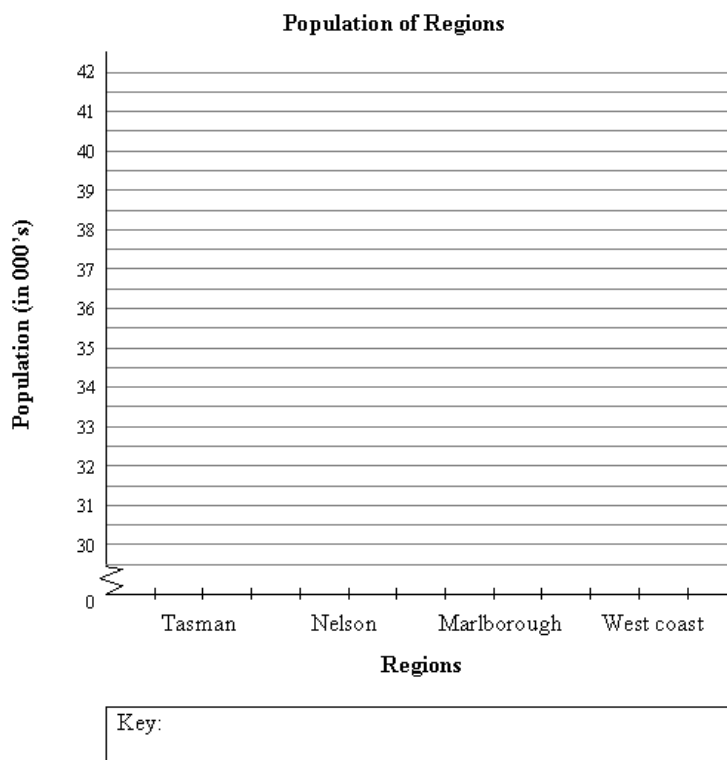 Population of Regions
Population (in 000's)
42
41
40
39
38
37
36
35
34
33
32
31
30
0
Tasman Nelson Marlborough West coast
Regions
Key: